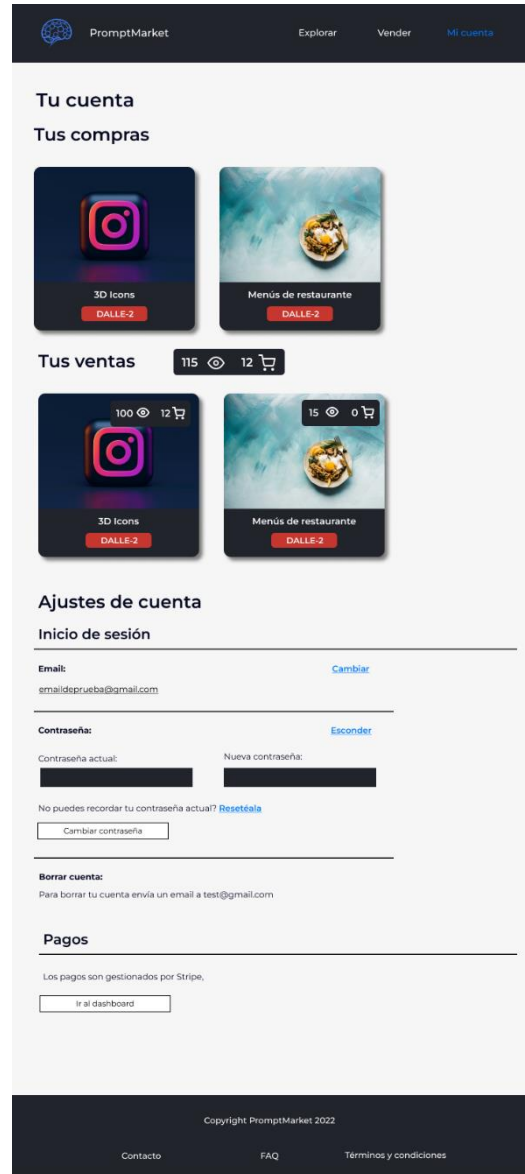 PromptMarket Explorar Vender Mi cuenta
Tu cuenta
Tus compras
3D Icons Menús de restaurante
DALLE-2 DALLE-2
Tus ventas 115 12
100 12 15 0
3D Icons Menús de restaurante
DALLE-2 DALLE-2
Ajustes de cuenta
Inicio de sesión
Email: Cambiar
emaildeprueba@gmail.com
Contraseña: Esconder
Contraseña actual: Nueva contraseña:
No puedes recordar tu contraseña actual? Resetéala
Cambiar contraseña
Borrar cuenta:
Para borrar tu cuenta envía un email a test@gmail.com
Pagos
Los pagos son gestionados por Stripe,
Ir al dashboard
Copyright PromptMarket 2022
Contacto FAQ Términos y condiciones